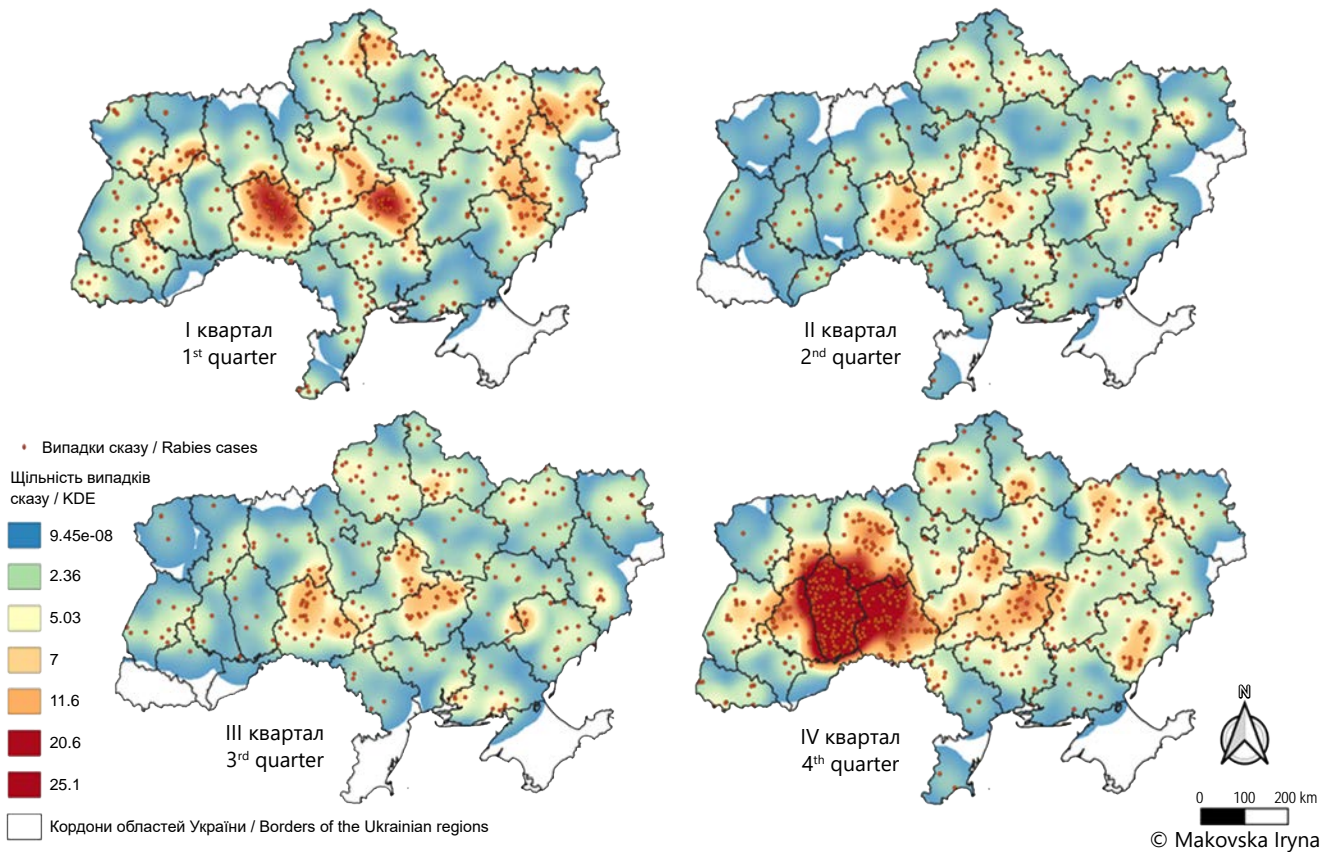 I квартал
1st quarter
II квартал
2nd quarter
Випадки сказу / Rabies cases
Щільність випадків
сказу / KDE
9.45e-08
2.36
5.03
7
11.6
20.6
25.1
Кордони областей України / Borders of the Ukrainian regions
III квартал
3rd quarter
IV квартал
4th quarter
N
0 100 200 km
© Makovska Iryna